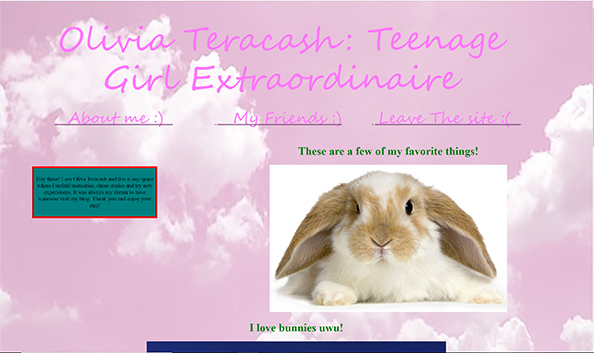 Olivia Teracash: Teenage
Girl Extraordinaire
About me :)
My Friends :)
Leave The site :(
These are a few of my favorite things!
Hey there! I am Olivia Teracash and this is my space
where I unfold memories, share stories and try new
experiences. It was always my dream to have
someone visit my blog. Thank you and enjoy your
stay!
I love bunnies uwu!